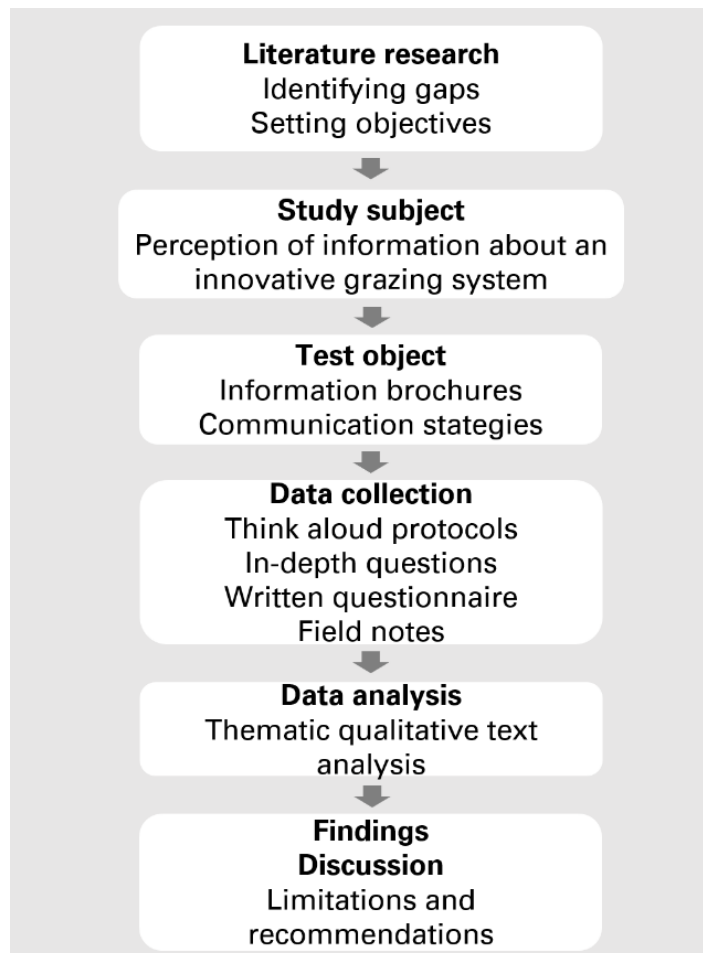 Literature research
Identifying gaps
Setting objectives
Study subject
Perception of information about an
innovative grazing system
Test object
Information brochures
Communication stategies
Data collection
Think aloud protocols
In-depth questions
Written questionnaire
Field notes
Data analysis
Thematic qualitative text
analysis
Findings
Discussion
Limitations and
recommendations